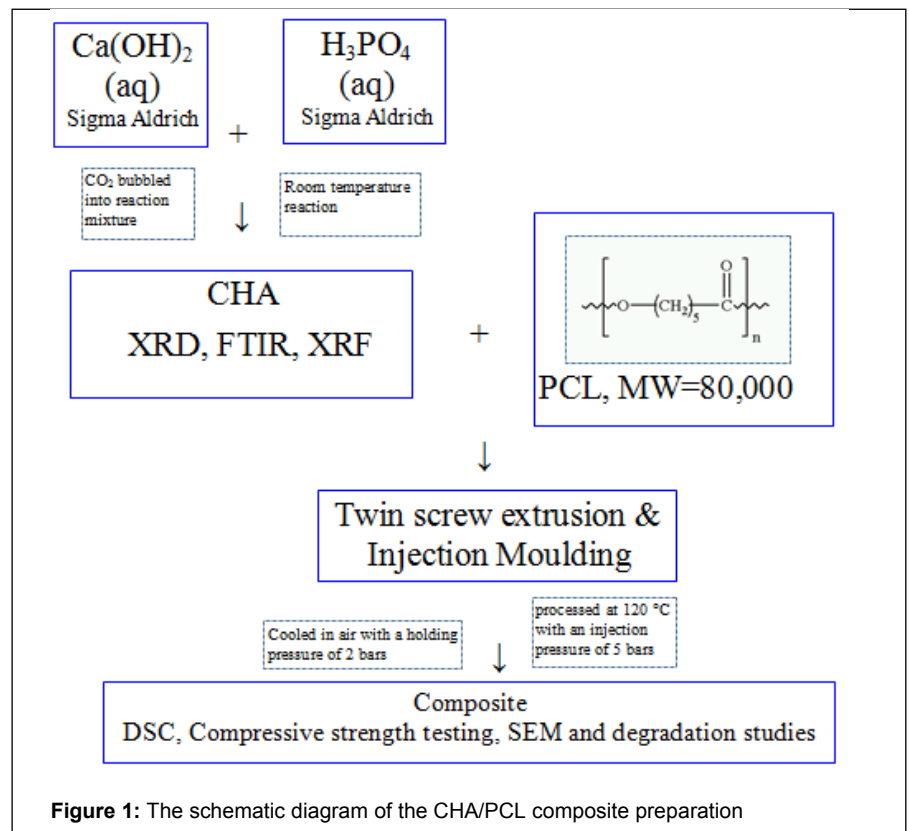 Ca(OH)₂
(aq)
Sigma Aldrich
+
H₃PO₄
(aq)
Sigma Aldrich
CO₂ bubbled
into reaction
mixture
↓
Room temperature
reaction
CHA
XRD, FTIR, XRF
+
O
O—(CH₂)₅—C
n
PCL, MW=80,000
↓
Twin screw extrusion &
Injection Moulding
Cooled in air with a holding
pressure of 2 bars
↓
processed at 120 °C
with an injection
pressure of 5 bars
Composite
DSC, Compressive strength testing, SEM and degradation studies
Figure 1: The schematic diagram of the CHA/PCL composite preparation